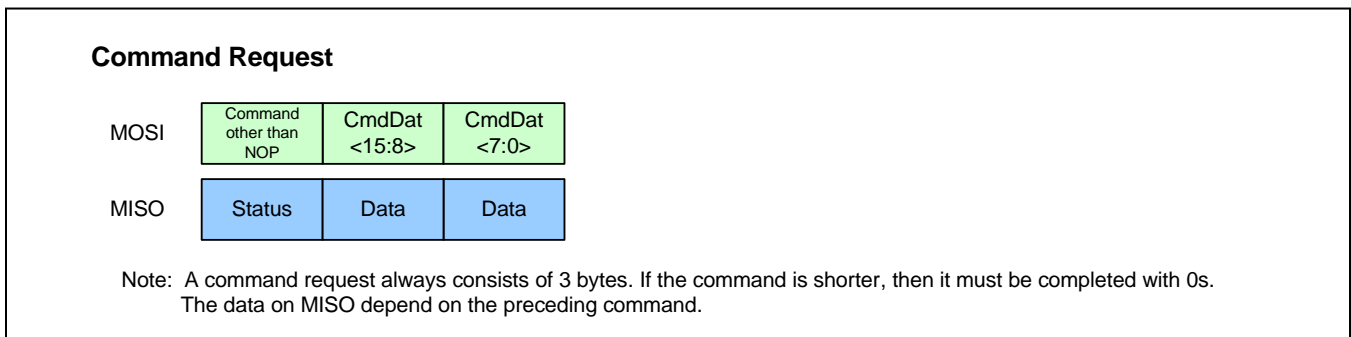 Command Request
MOSI
Command
other than
NOP
CmdDat
<15:8>
CmdDat
<7:0>
MISO
Status
Data
Data
Note: A command request always consists of 3 bytes. If the command is shorter, then it must be completed with 0s.
The data on MISO depend on the preceding command.